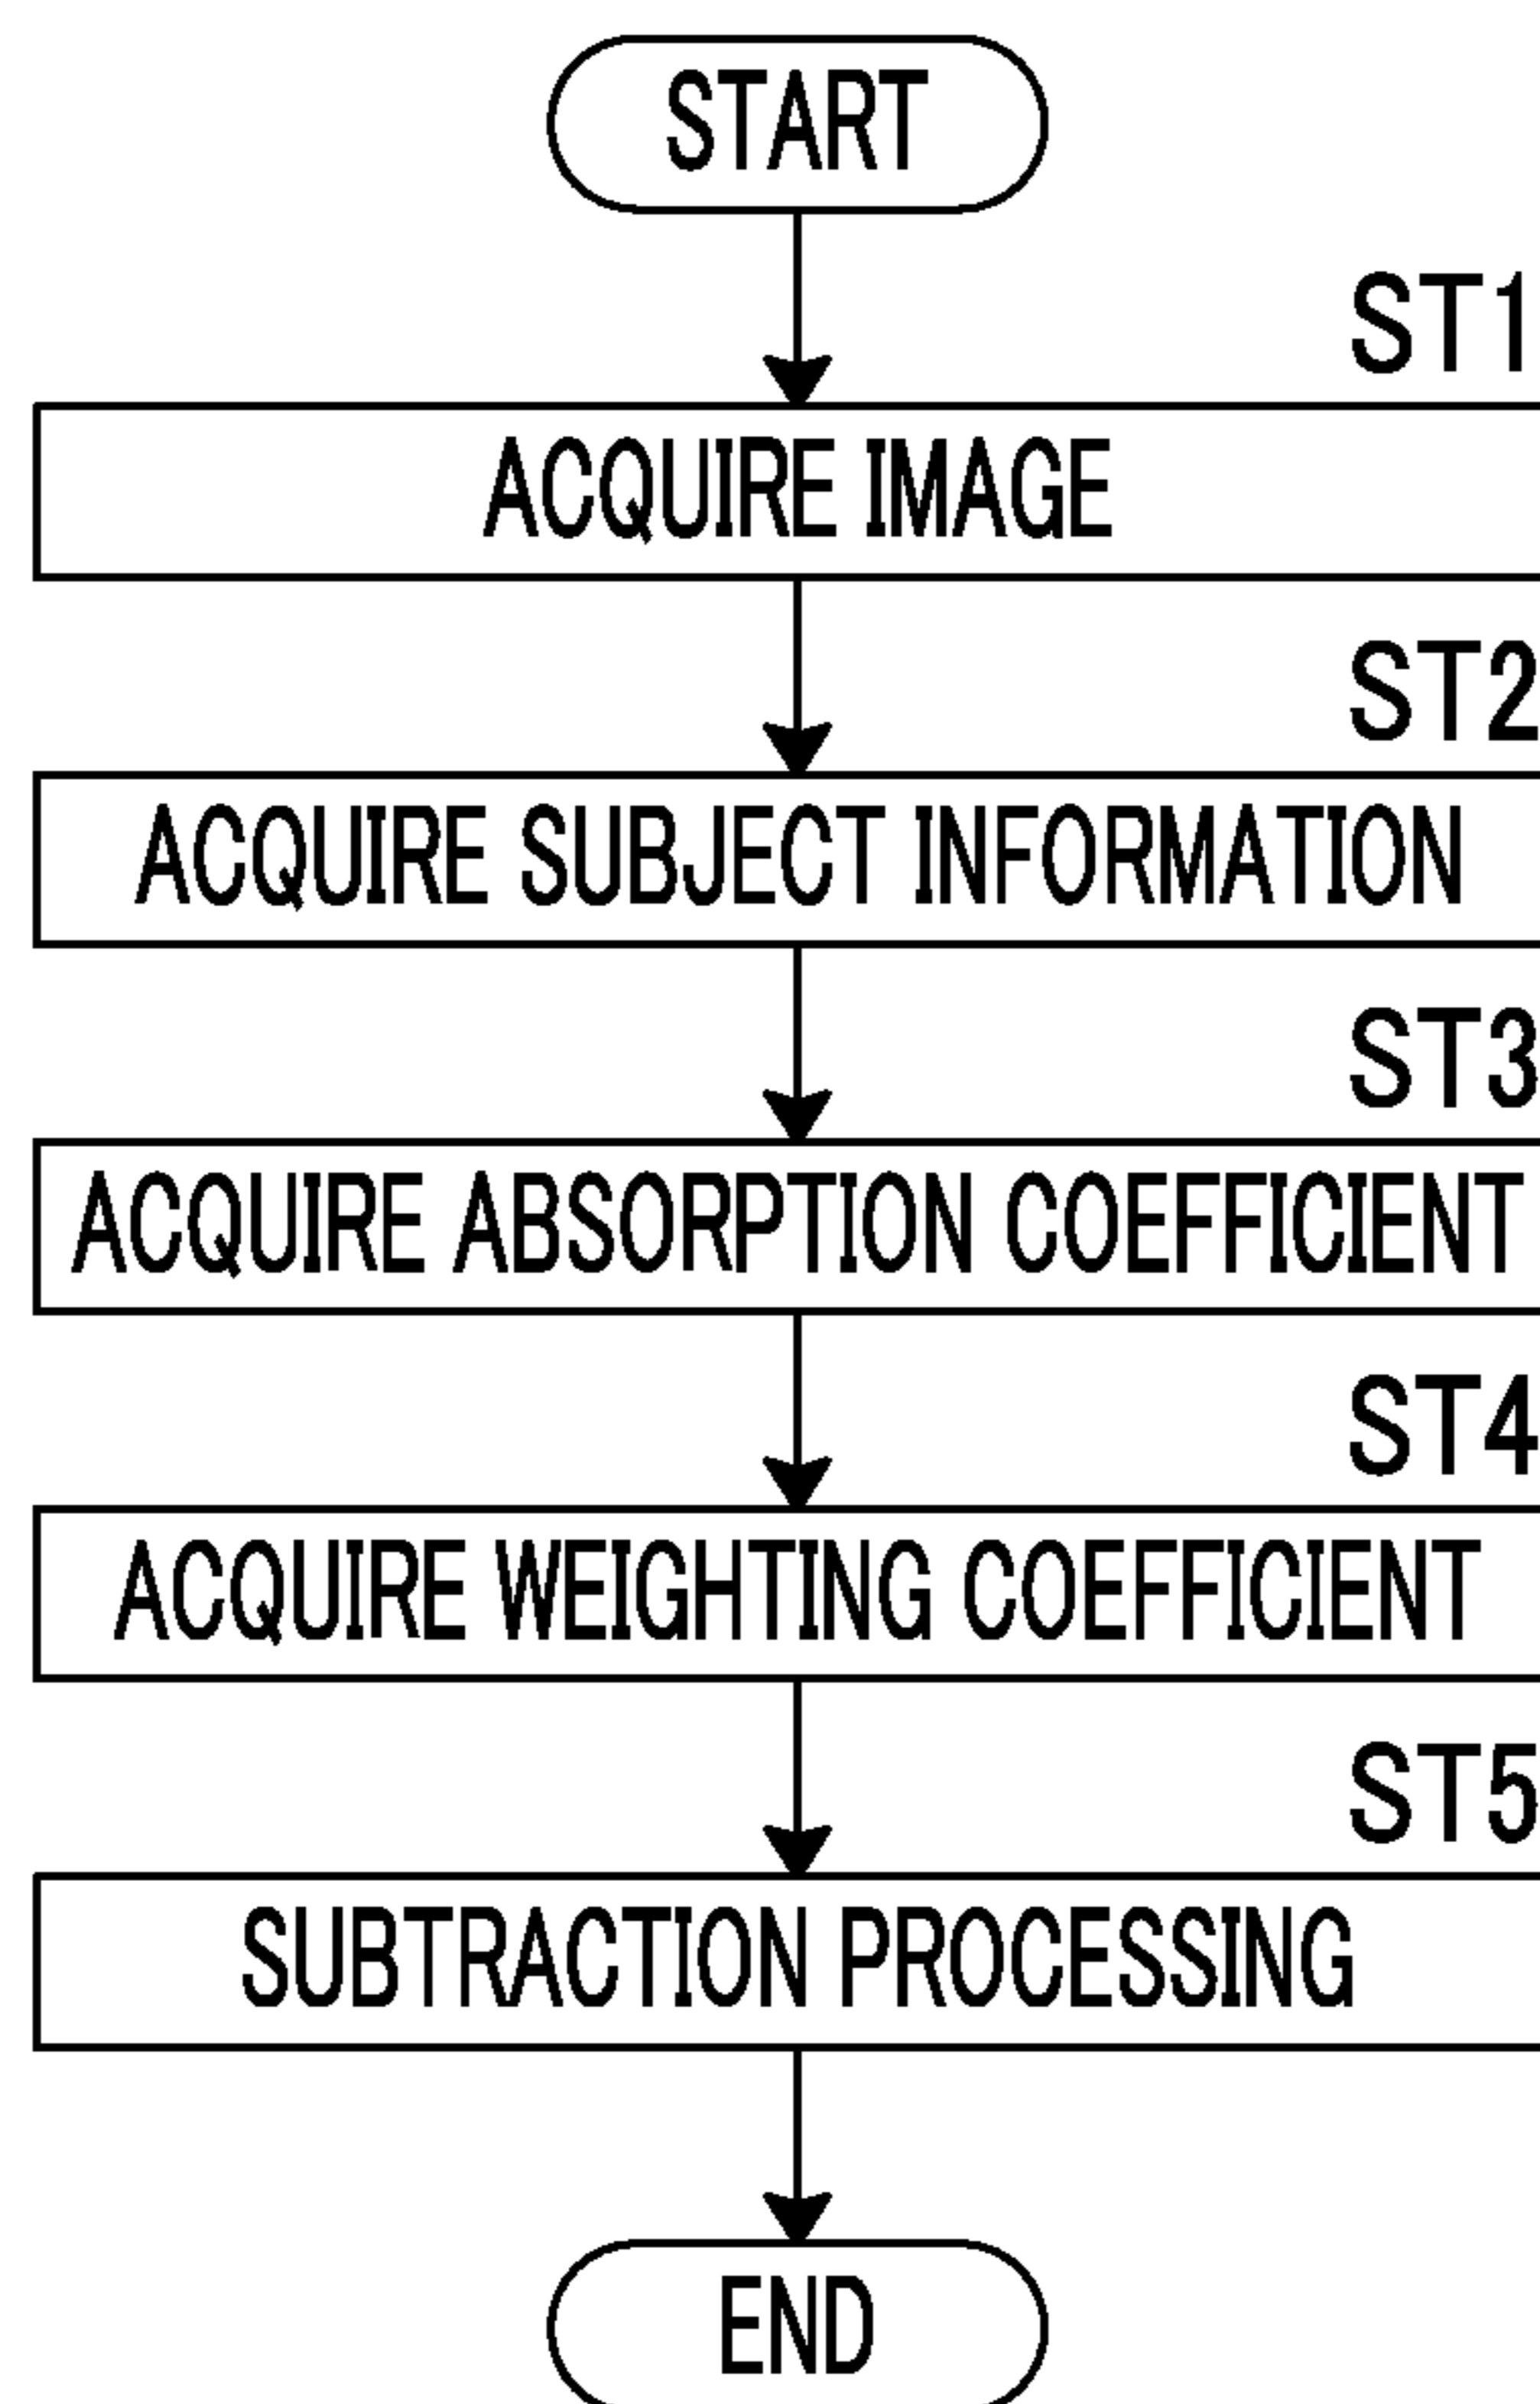 START
ST1
ACQUIRE IMAGE
ST2
ACQUIRE SUBJECT INFORMATION
ST3
ACQUIRE ABSORPTION COEFFICIENT
ST4
ACQUIRE WEIGHTING COEFFICIENT
ST5
SUBTRACTION PROCESSING
END